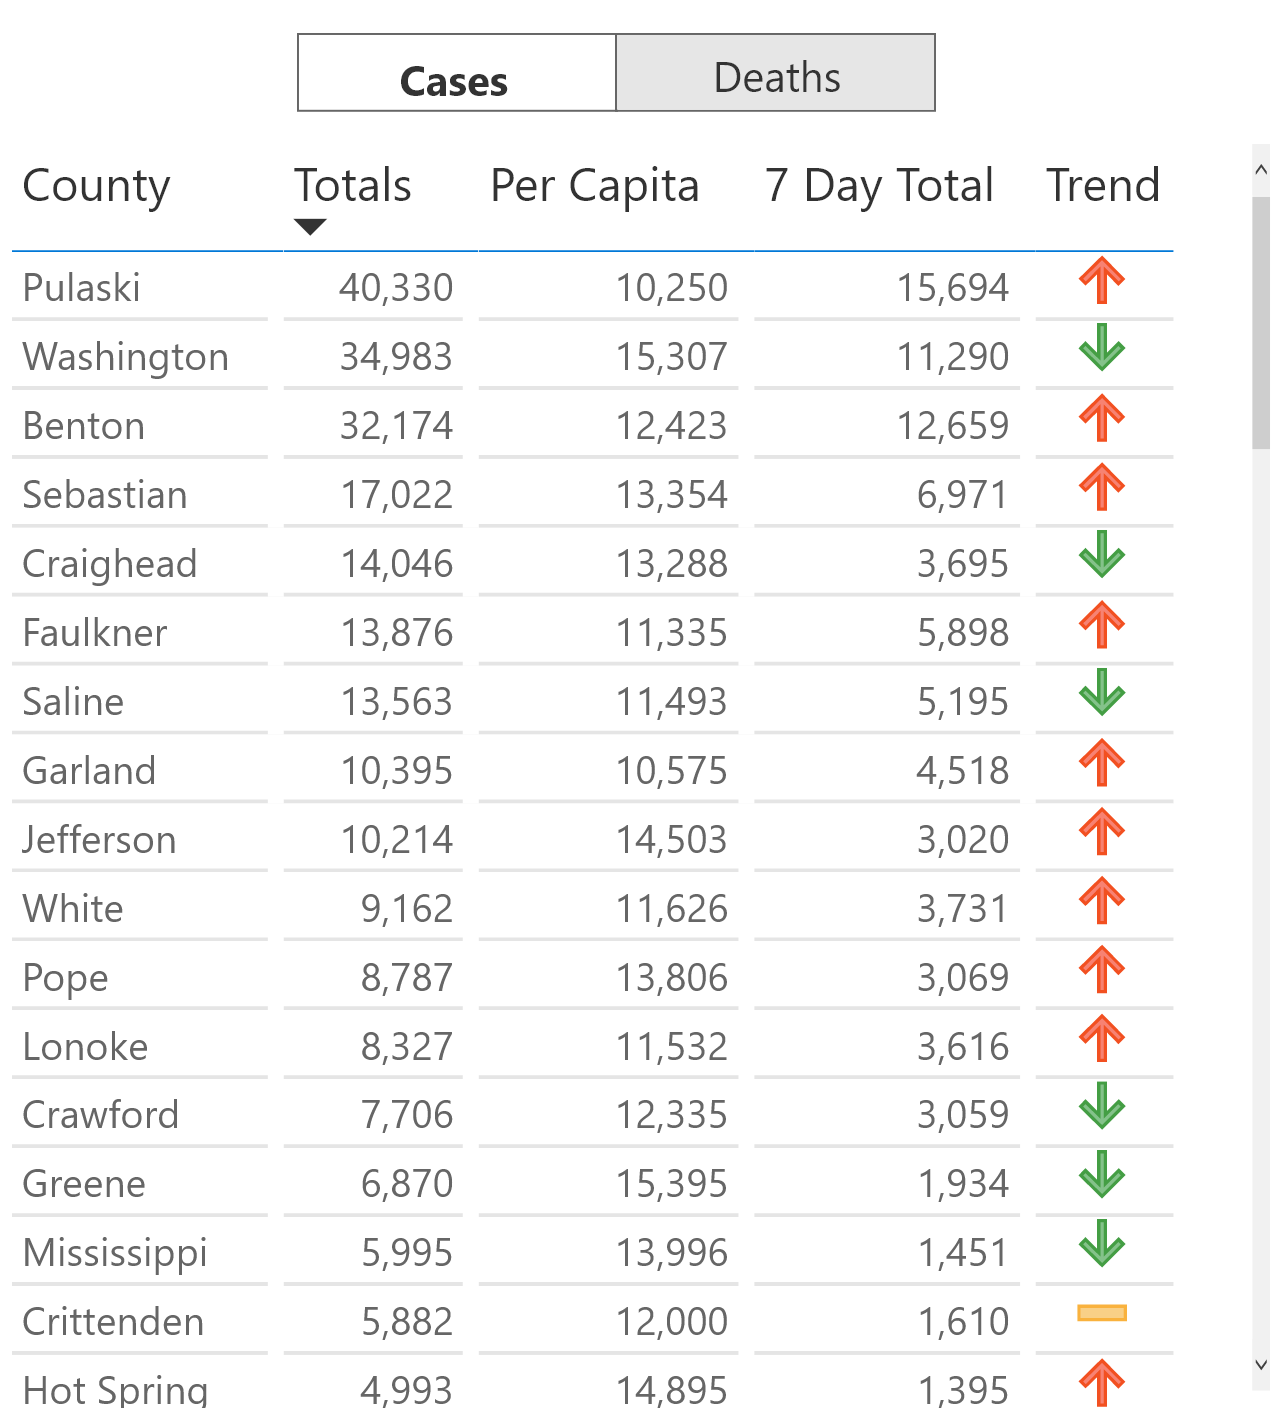 Cases Deaths
County Totals Per Capita 7 Day Total Trend
Pulaski 40,330 10,250 15,694
Washington 34,983 15,307 11,290
Benton 32,174 12,423 12,659
Sebastian 17,022 13,354 6,971
Craighead 14,046 13,288 3,695
Faulkner 13,876 11,335 5,898
Saline 13,563 11,493 5,195
Garland 10,395 10,575 4,518
Jefferson 10,214 14,503 3,020
White 9,162 11,626 3,731
Pope 8,787 13,806 3,069
Lonoke 8,327 11,532 3,616
Crawford 7,706 12,335 3,059
Greene 6,870 15,395 1,934
Mississippi 5,995 13,996 1,451
Crittenden 5,882 12,000 1,610
Hot Spring 4,993 14,895 1,395